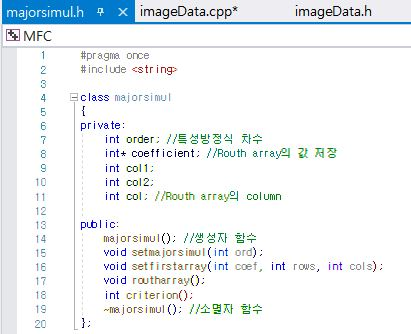 majorsimul.h
imageData.cpp*
imageData.h
MFC
1 #pragma once
2 #include <string>
3
4 class majorsimul
5 {
6 private:
7 int order; //특성방정식 차수
8 int* coefficient; //Routh array의 값 저장
9 int col1;
10 int col2;
11 int col; //Routh array의 column
12
13 public:
14 majorsimul(); //생성자 함수
15 void setmajorsimul(int ord);
16 void setfirstarray(int coef, int rows, int cols);
17 void routharray();
18 int criterion();
19 ~majorsimul(); //소멸자 함수
20 };